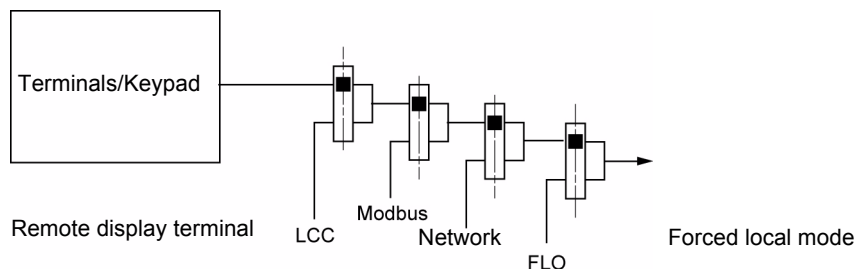 Terminals/Keypad
Remote display terminal
LCC
Modbus
Network
FLO
Forced local mode